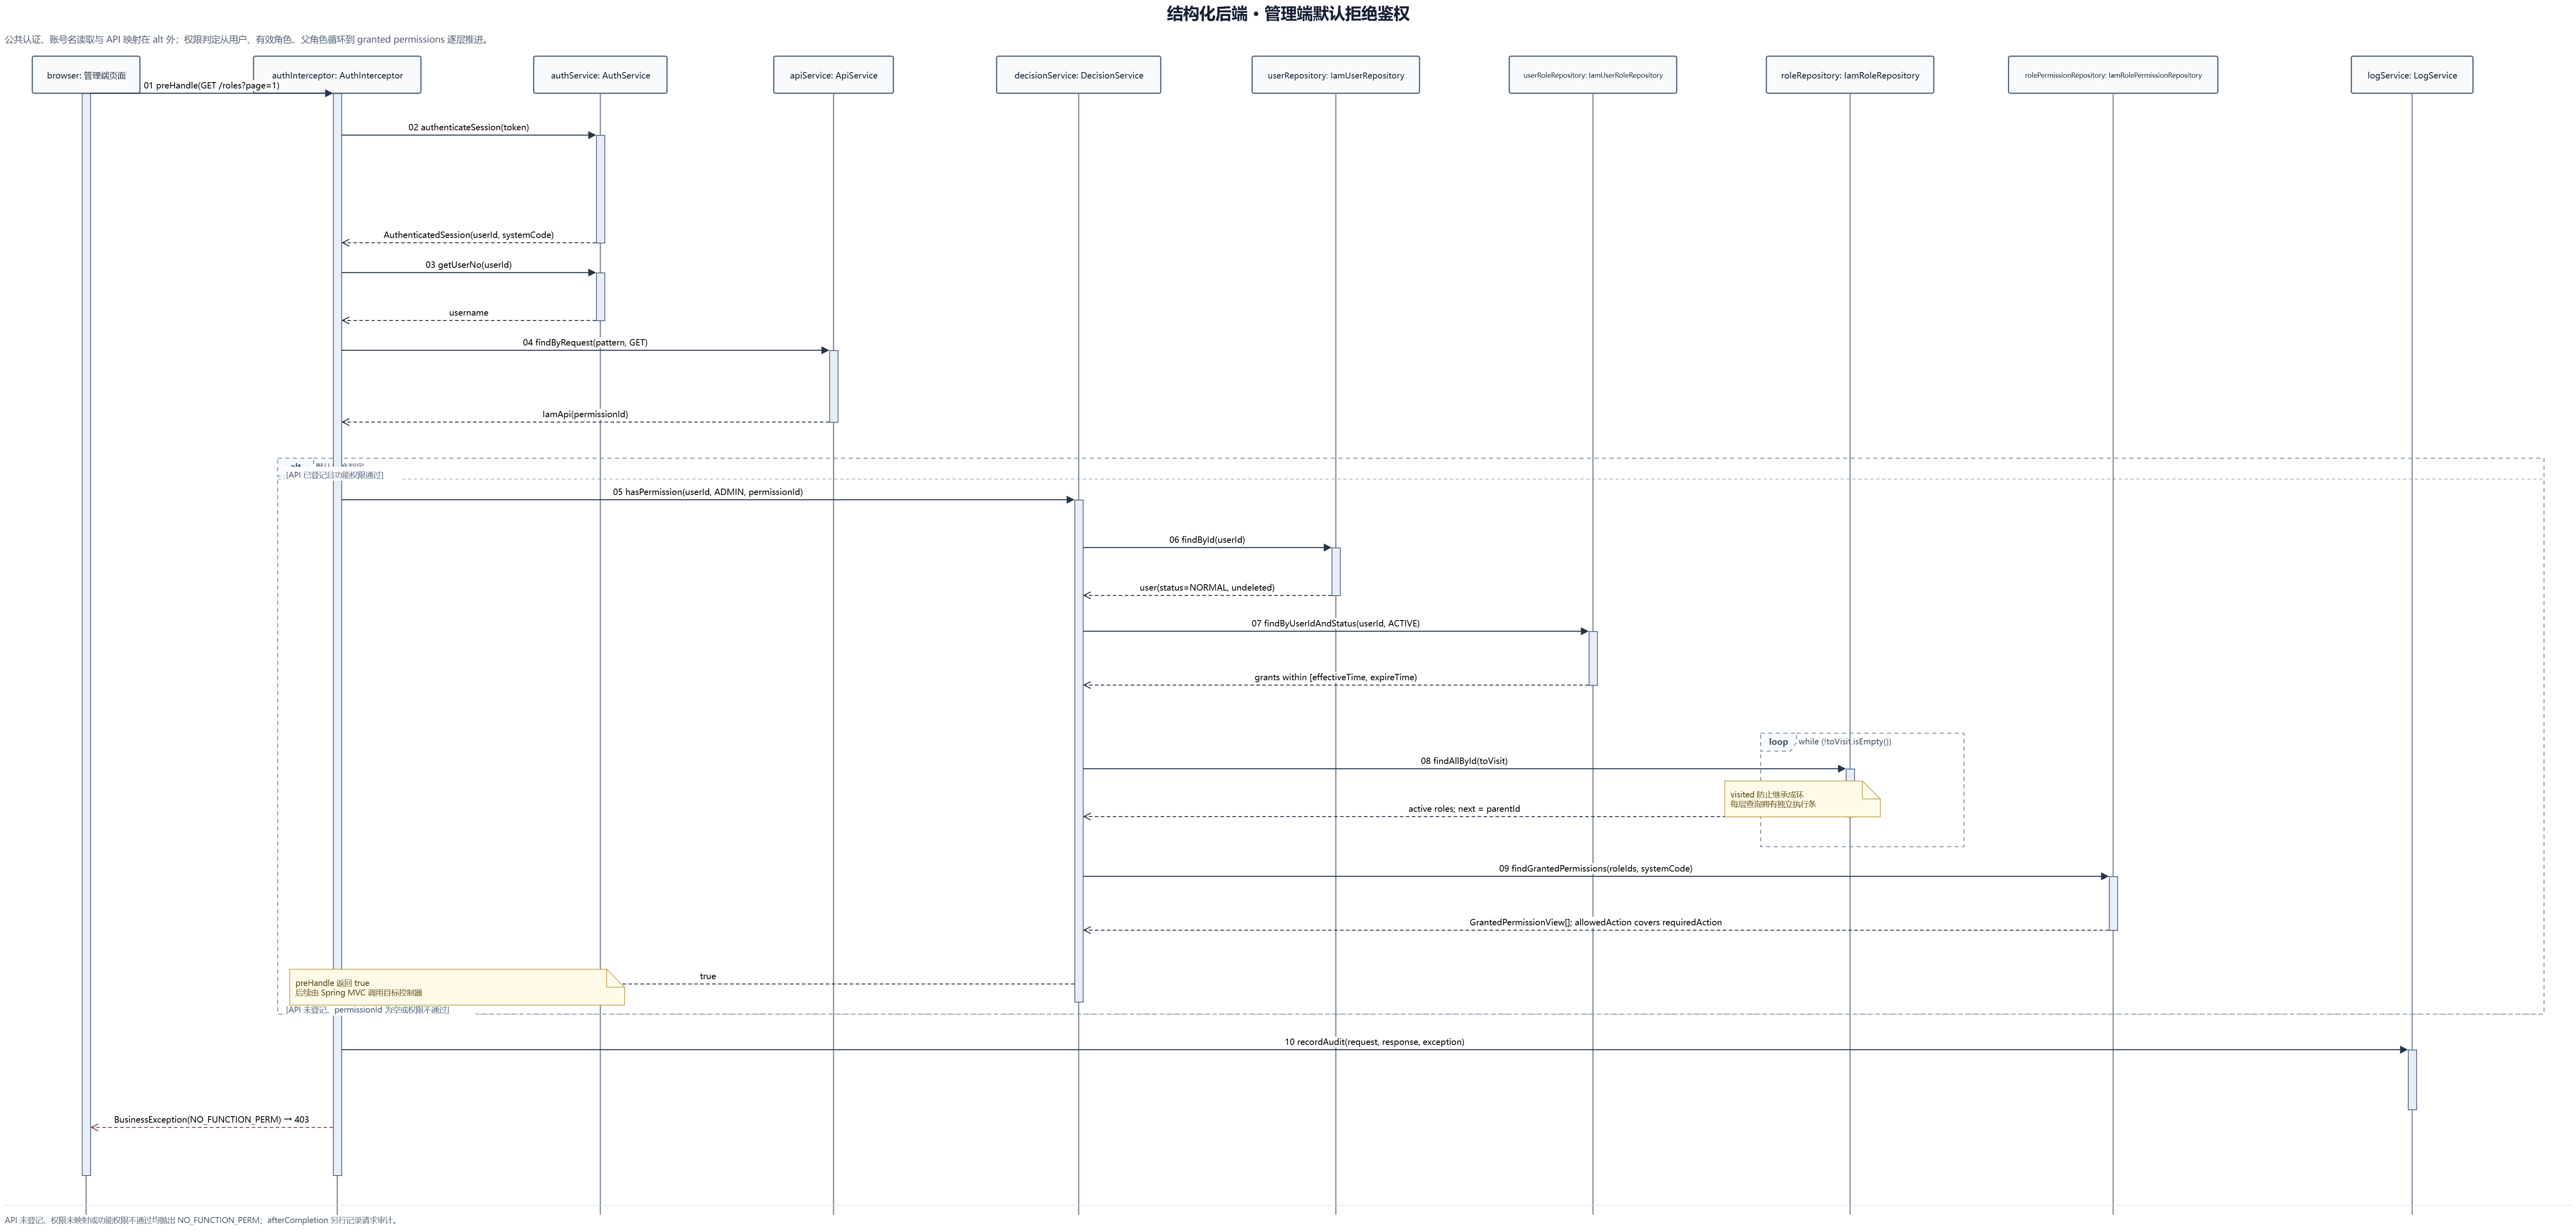 结构化后端・管理端默认拒绝鉴权
公共认证、账号名读取与 API 映射在 alt 外；权限判定从用户、有效角色、父角色循环到 granted permissions 逐层推进。
browser: 管理端页面
authInterceptor: AuthInterceptor
authService: AuthService
apiService: ApiService
decisionService: DecisionService
userRepository: IamUserRepository
userRoleRepository: IamUserRoleRepository
roleRepository: IamRoleRepository
rolePermissionRepository: IamRolePermissionRepository
logService: LogService
01 preHandle(GET /roles?page=1)
02 authenticateSession(token)
AuthenticatedSession(userId, systemCode)
03 getUserNo(userId)
username
04 findByRequest(pattern, GET)
IamApi(permissionId)
alt
[API 已登记且功能权限通过]
05 hasPermission(userId, ADMIN, permissionId)
06 findById(userId)
user(status=NORMAL, undeleted)
07 findByUserIdAndStatus(userId, ACTIVE)
grants within [effectiveTime, expireTime)
loop while (!toVisit.isEmpty())
08 findAllById(toVisit)
visited 防止继承成环
每层查询拥有独立执行条
active roles; next = parentId
09 findGrantedPermissions(roleIds, systemCode)
GrantedPermissionView[]; allowedAction covers requiredAction
true
preHandle 返回 true
后续由 Spring MVC 调用目标控制器
[API 未登记、permissionId 为空或权限不通过]
10 recordAudit(request, response, exception)
BusinessException(NO_FUNCTION_PERM) → 403
API 未登记、权限未映射或功能权限不通过均抛出 NO_FUNCTION_PERM；afterCompletion 另行记录请求审计。